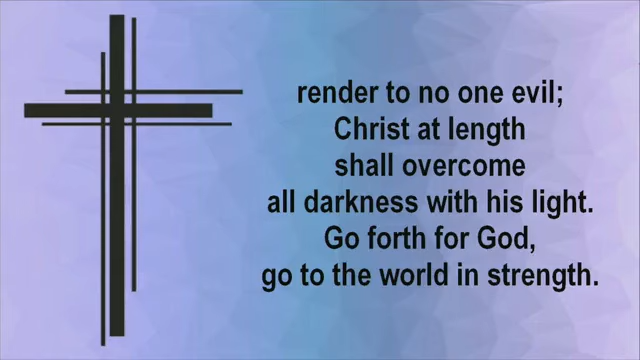 render to no one evil;
Christ at length
shall overcome
all darkness with his light.
Go forth for God,
go to the world in strength.